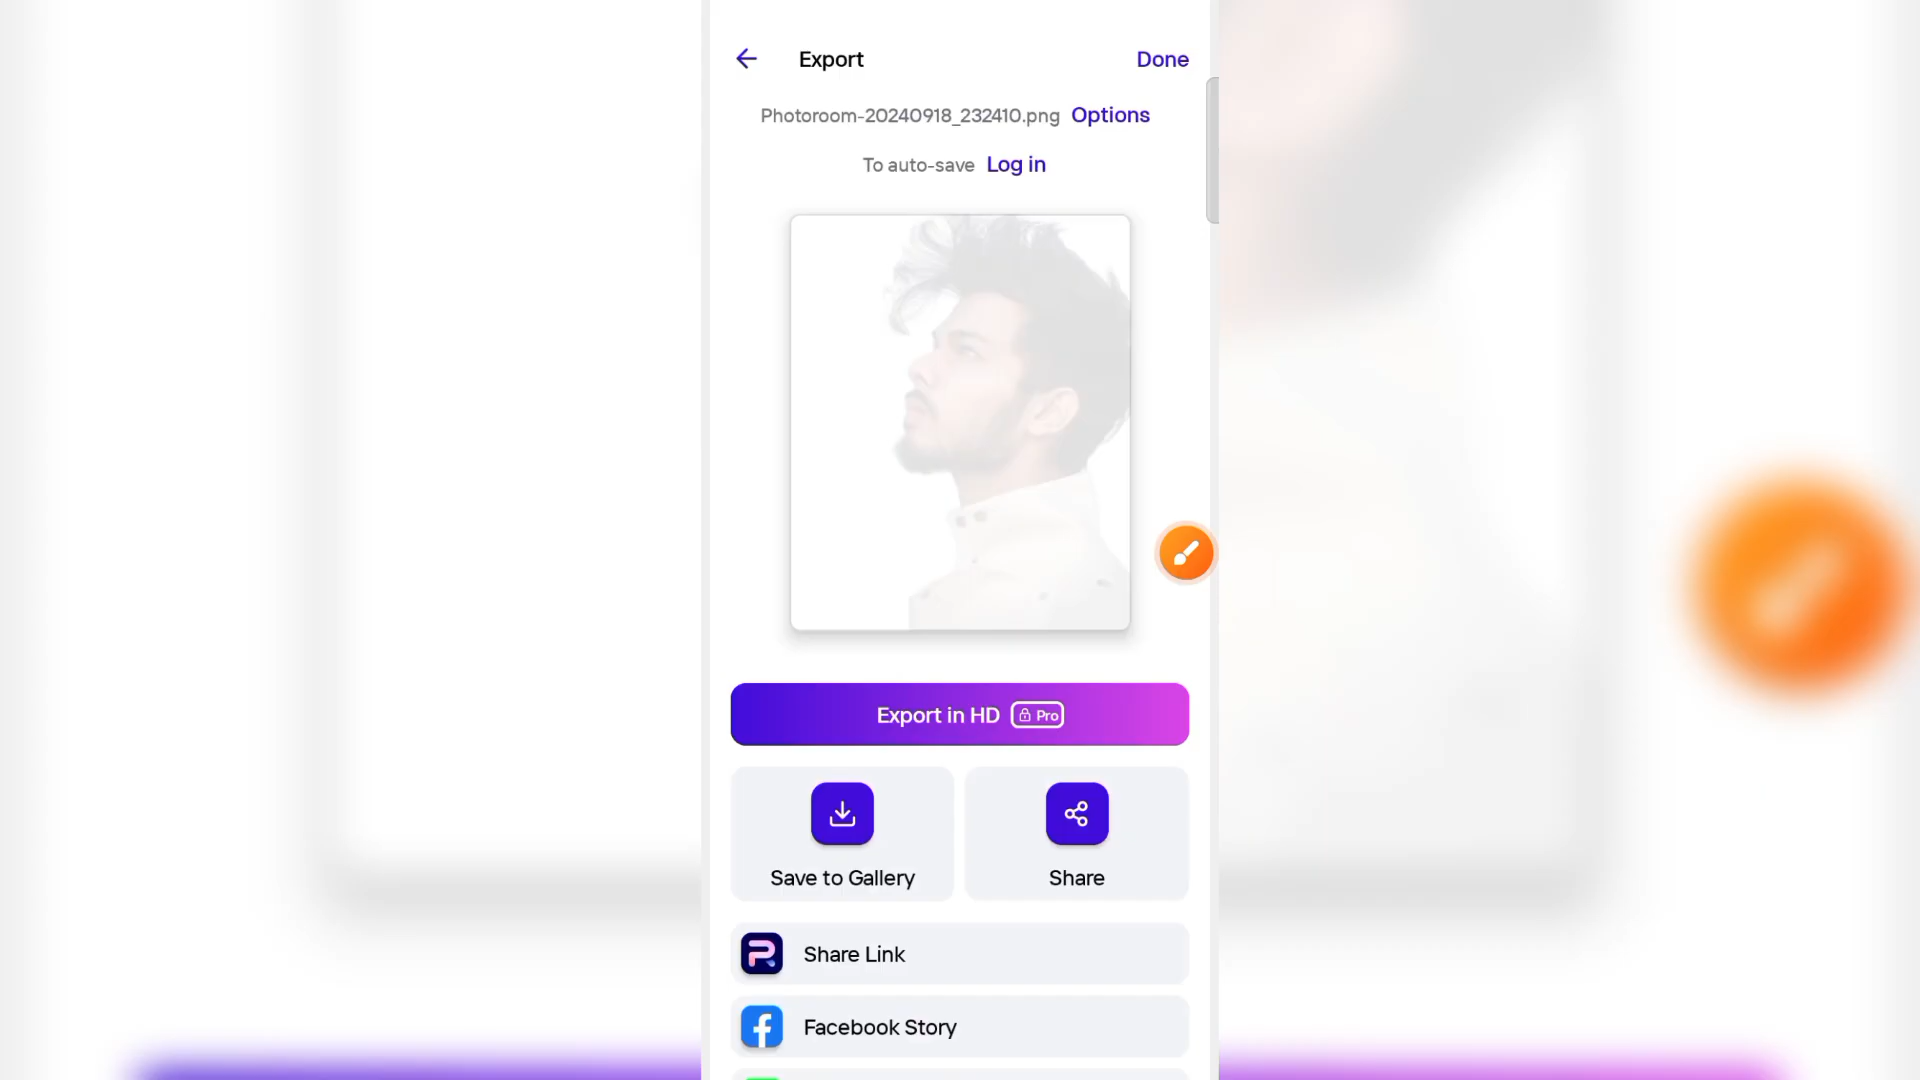 Export
Done
Photoroom-20240918_232410.png Options
To auto-save Log in
Export in HD Pro
Save to Gallery
Share
Share Link
Facebook Story